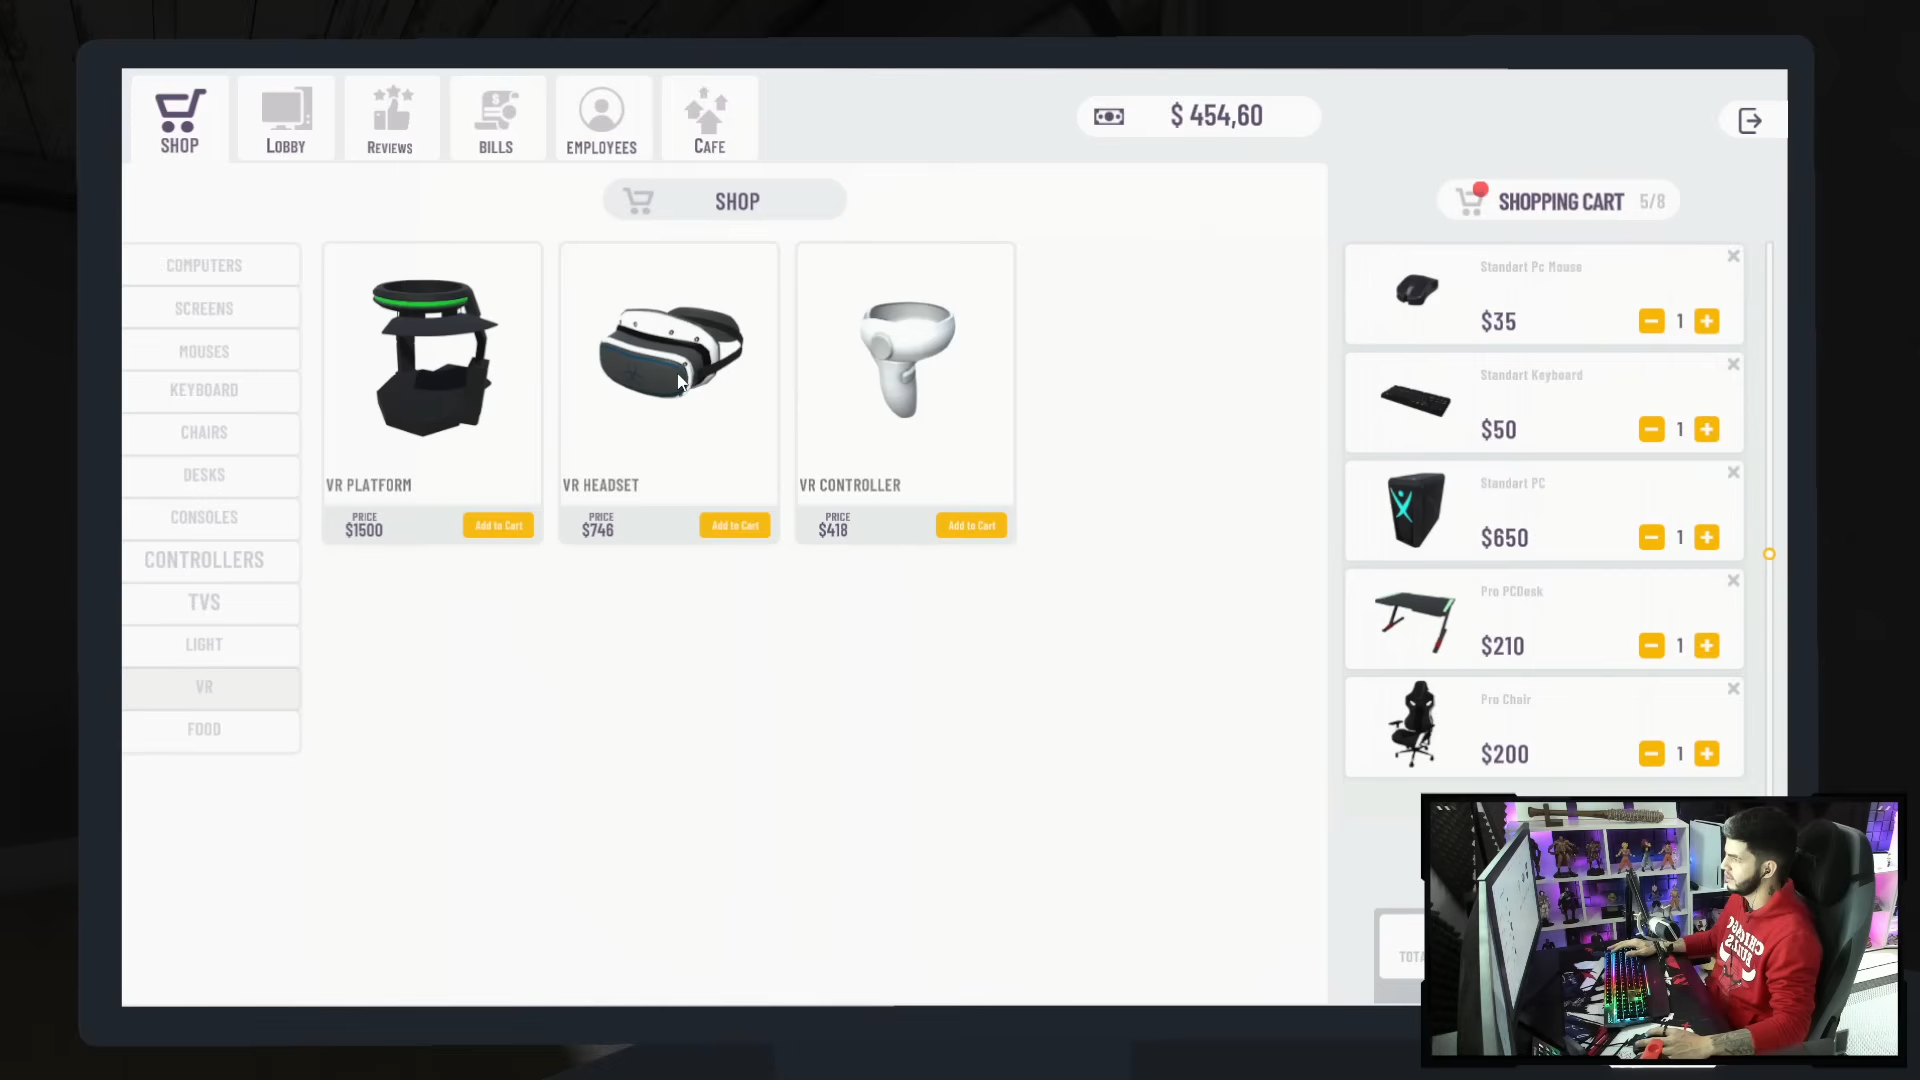 SHOP
LOBBY
REVIEWS
BILLS
EMPLOYEES
CAFE
$ 454,60
SHOP
SHOPPING CART 5/8
COMPUTERS
SCREENS
MOUSES
KEYBOARD
CHAIRS
DESKS
CONSOLES
CONTROLLERS
TVS
LIGHT
VR
FOOD
VR PLATFORM
PRICE
$1500
Add to Cart
VR HEADSET
PRICE
$746
Add to Cart
VR CONTROLLER
PRICE
$418
Add to Cart
Standart Pc Mouse
$35
1
Standart Keyboard
$50
1
Standart PC
$650
1
Pro PCDesk
$210
1
Pro Chair
$200
1
TOTA
CHICAGO
BULLS